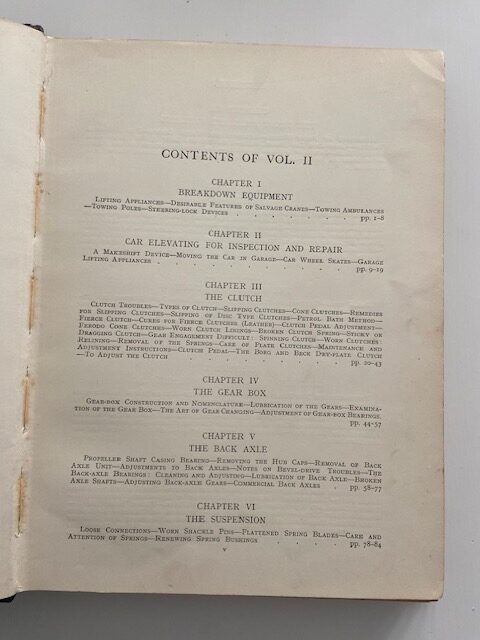 CONTENTS OF VOL. II
CHAPTER I
BREAKDOWN EQUIPMENT
Lifting Appliances—Desirable Features of Salvage Cranes—Towing Ambulances
—Towing Poles—Steering-lock Devices . . . . . . . pp. 1–8
CHAPTER II
CAR ELEVATING FOR INSPECTION AND REPAIR
A Makeshift Device—Moving the Car in Garage—Car Wheel Skates—Garage
Lifting Appliances . . . . . . . . . . pp. 9–19
CHAPTER III
THE CLUTCH
Clutch Troubles—Types of Clutch—Slipping Clutches—Cone Clutches—Remedies
for Slipping Clutches—Slipping of Disc Type Clutches—Petrol Bath Method—
Fierce Clutch—Cures for Fierce Clutches (Leather)—Clutch Pedal Adjustment—
Ferodo Cone Clutches—Worn Clutch Linings—Broken Clutch Spring—Sticky or
Dragging Clutch—Gear Engagement Difficult: Spinning Clutch—Worn Clutches:
Relining—Removal of the Springs—Care of Plate Clutches—Maintenance and
Adjustment Instructions—Clutch Pedal—The Borg and Beck Dry-plate Clutch
—To Adjust the Clutch . . . . . . . . . pp. 20–43
CHAPTER IV
THE GEAR BOX
Gear-box Construction and Nomenclature—Lubrication of the Gears—Examina-
tion of the Gear Box—The Art of Gear Changing—Adjustment of Gear-box Bearings.
pp. 44–57
CHAPTER V
THE BACK AXLE
Propeller Shaft Casing Bearing—Removing the Hub Caps—Removal of Back
Axle Unit—Adjustments to Back Axles—Notes on Bevel-drive Troubles—The
Back-axle Bearings: Cleaning and Adjusting—Lubrication of Back Axle—Broken
Axle Shafts—Adjusting Back-axle Gears—Commercial Back Axles . pp. 58–77
CHAPTER VI
THE SUSPENSION
Loose Connections—Worn Shackle Pins—Flattened Spring Blades—Care and
Attention of Springs—Renewing Spring Bushings . . . . . pp. 78–84
v